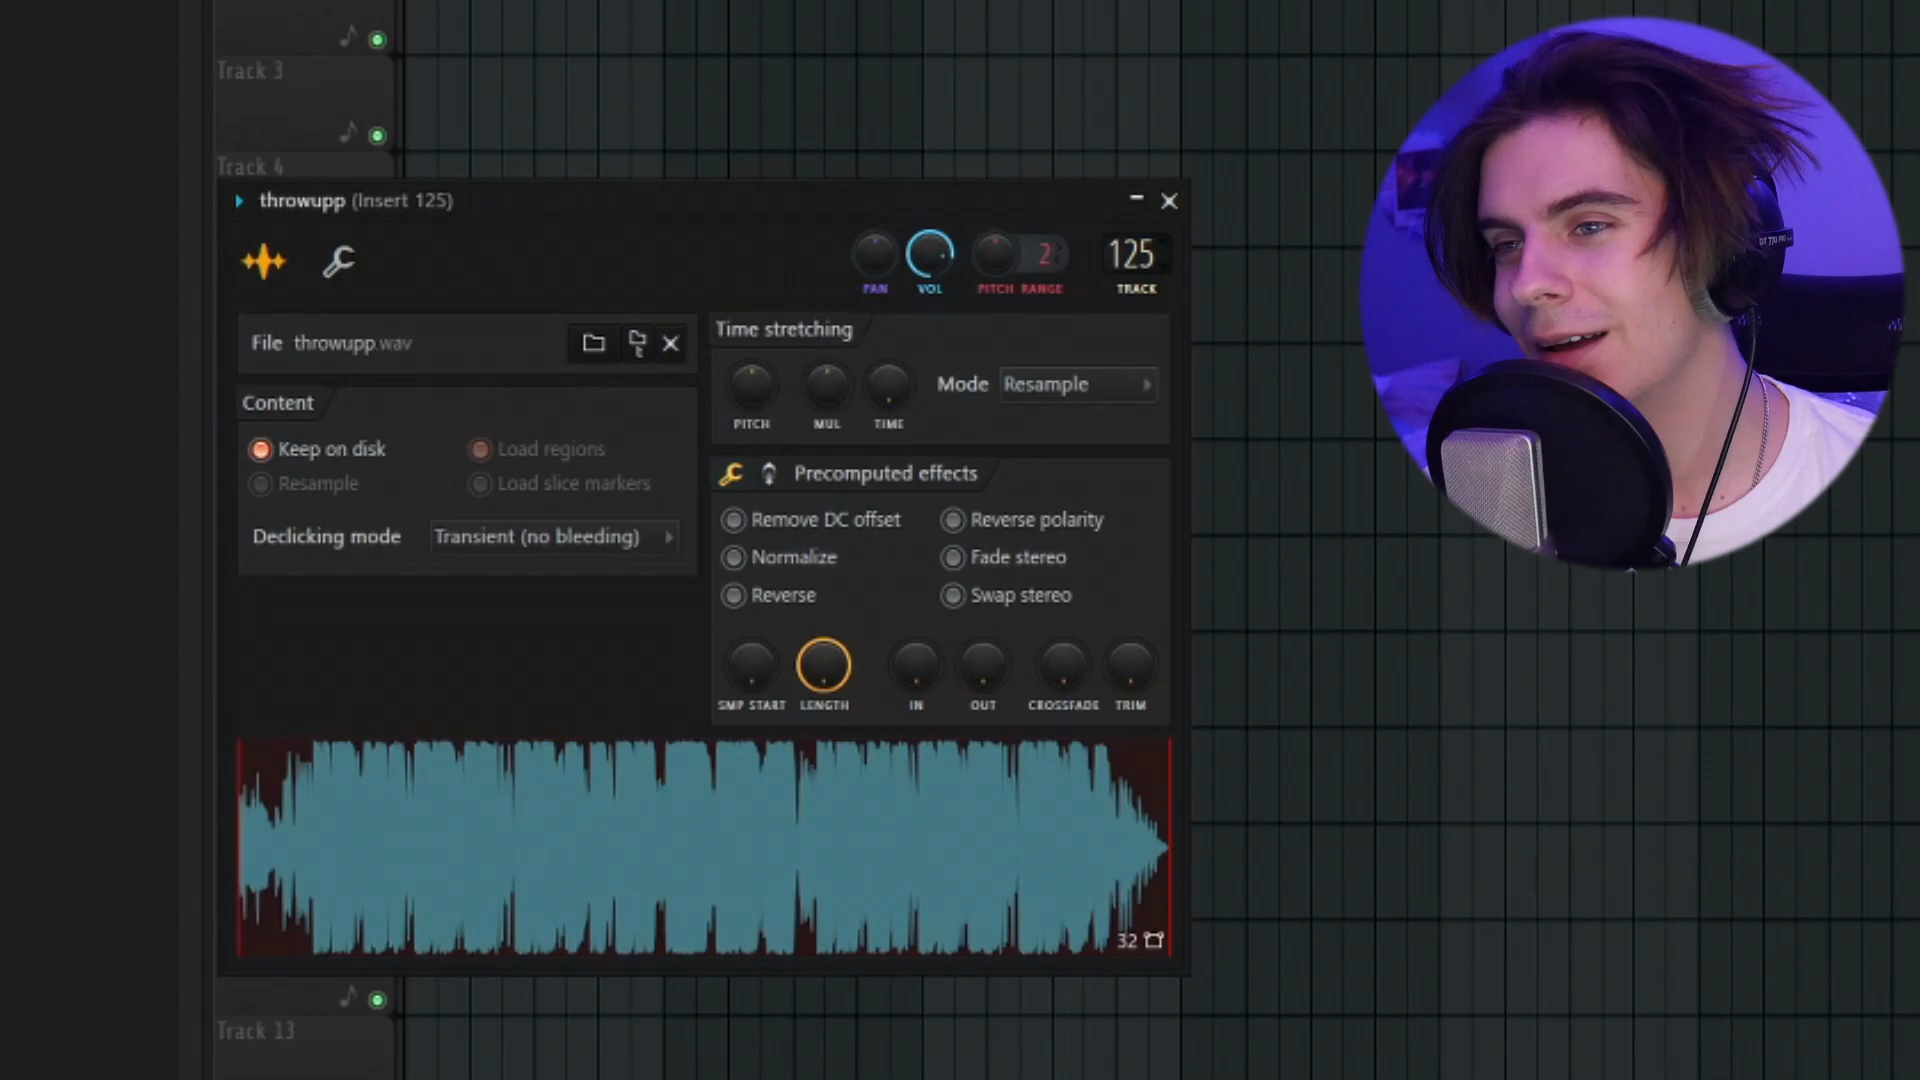 Track 3
Track 4
throwupp (Insert 125)
2
125
PAN
VOL
PITCH RANGE
TRACK
File throwupp.wav
Time stretching
PITCH
MUL
TIME
Mode Resample
Content
Keep on disk
Load regions
Resample
Load slice markers
Declicking mode Transient (no bleeding)
Precomputed effects
Remove DC offset
Reverse polarity
Normalize
Fade stereo
Reverse
Swap stereo
SMP START
LENGTH
IN
OUT
CROSSFADE
TRIM
32
Track 13
DT 770 PRO